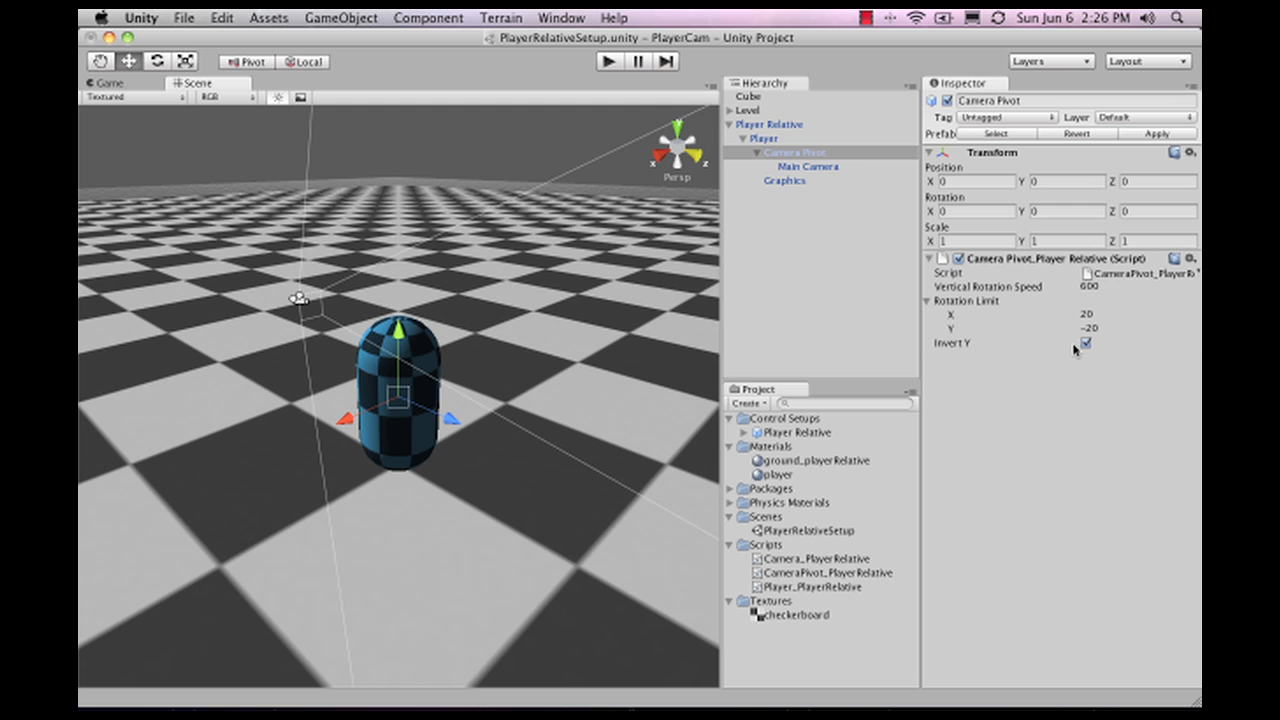 Unity File Edit Assets GameObject Component Terrain Window Help Sun Jun 6 2:26 PM
PlayerRelativeSetup.unity – PlayerCam – Unity Project
Pivot Local Layers Layout
Game Scene
Textured RGB
y
x z
Persp
Hierarchy
Cube
Level
Player Relative
Player
Camera Pivot
Main Camera
Graphics
Project
Create
Control Setups
Player Relative
Materials
ground_playerRelative
player
Packages
Physics Materials
Scenes
PlayerRelativeSetup
Scripts
Camera_PlayerRelative
CameraPivot_PlayerRelative
Player_PlayerRelative
Textures
checkerboard
Inspector
Camera Pivot
Tag Untagged Layer Default
Prefab Select Revert Apply
Transform
Position
X 0 Y 0 Z 0
Rotation
X 0 Y 0 Z 0
Scale
X 1 Y 1 Z 1
Camera Pivot_Player Relative (Script)
Script CameraPivot_PlayerR
Vertical Rotation Speed 600
Rotation Limit
X 20
Y -20
Invert Y